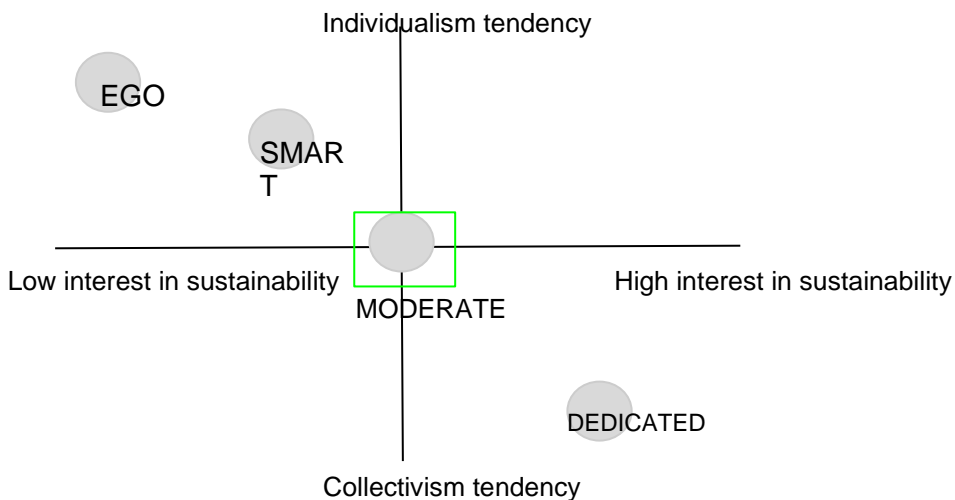 Individualism tendency
EGO
SMAR
T
Low interest in sustainability
High interest in sustainability
MODERATE
DEDICATED
Collectivism tendency